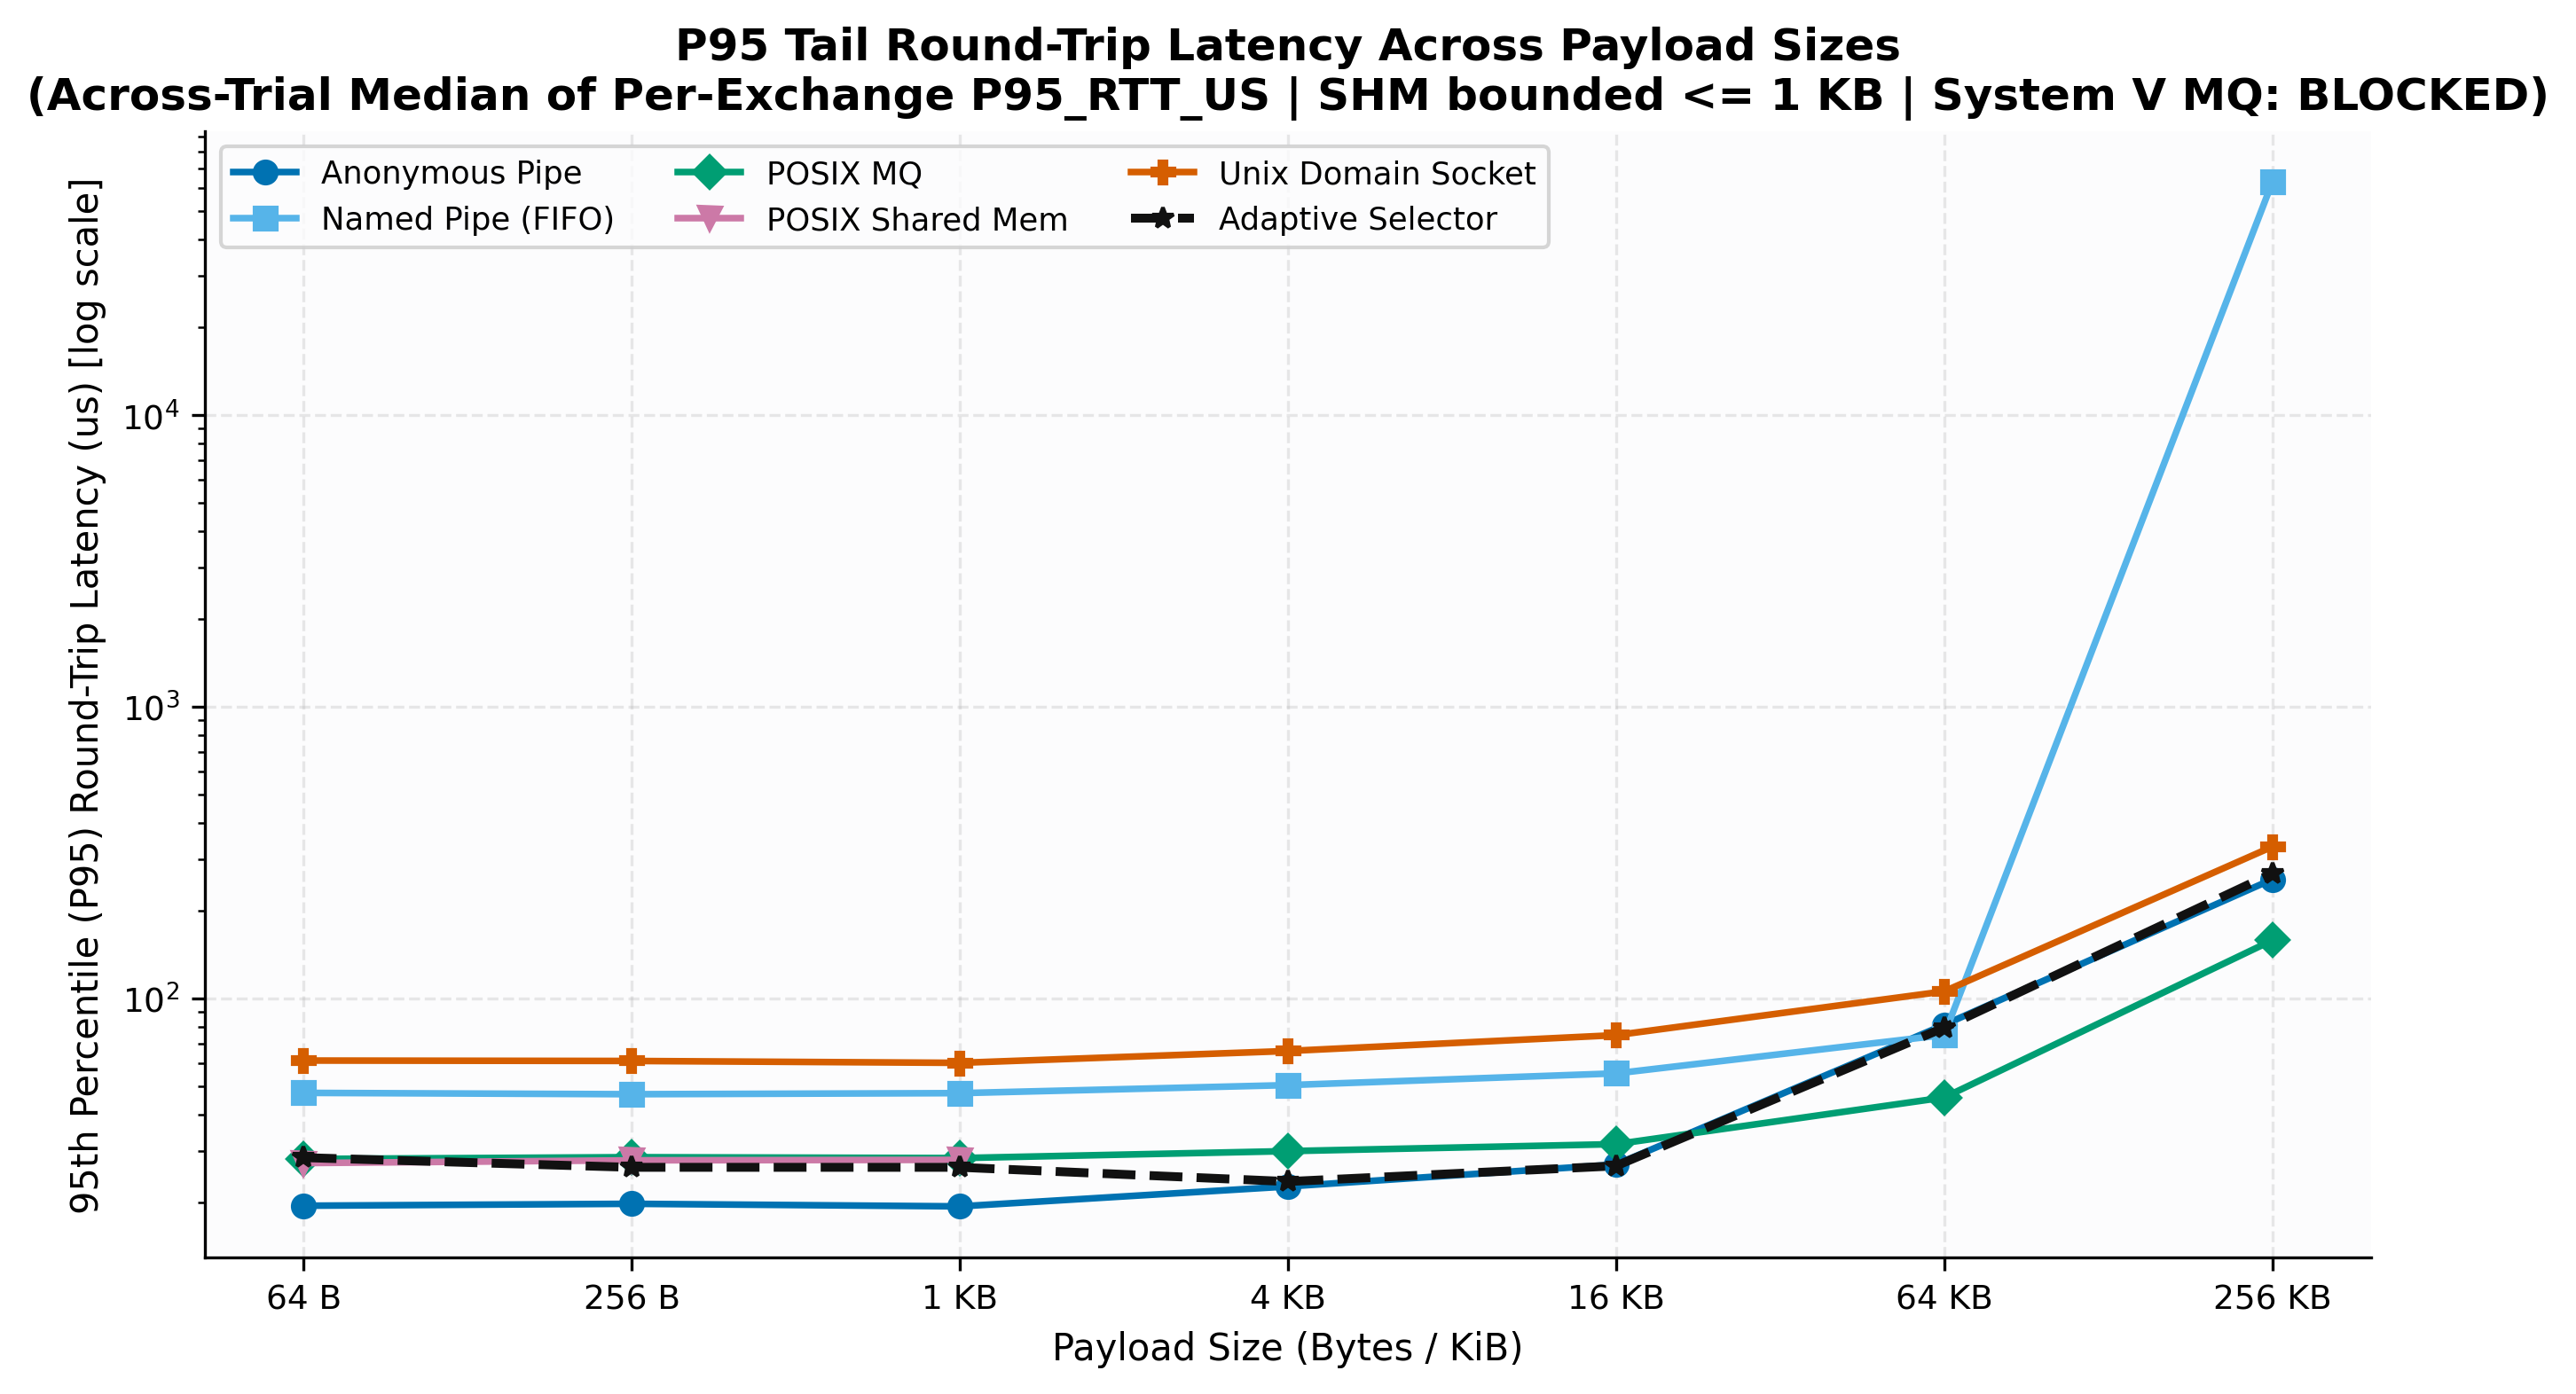 P95 Tail Round-Trip Latency Across Payload Sizes
(Across-Trial Median of Per-Exchange P95_RTT_US | SHM bounded <= 1 KB | System V MQ: BLOCKED)
Anonymous Pipe
Named Pipe (FIFO)
POSIX MQ
POSIX Shared Mem
Unix Domain Socket
Adaptive Selector
95th Percentile (P95) Round-Trip Latency (us) [log scale]
10⁴
10³
10²
64 B
256 B
1 KB
4 KB
16 KB
64 KB
256 KB
Payload Size (Bytes / KiB)